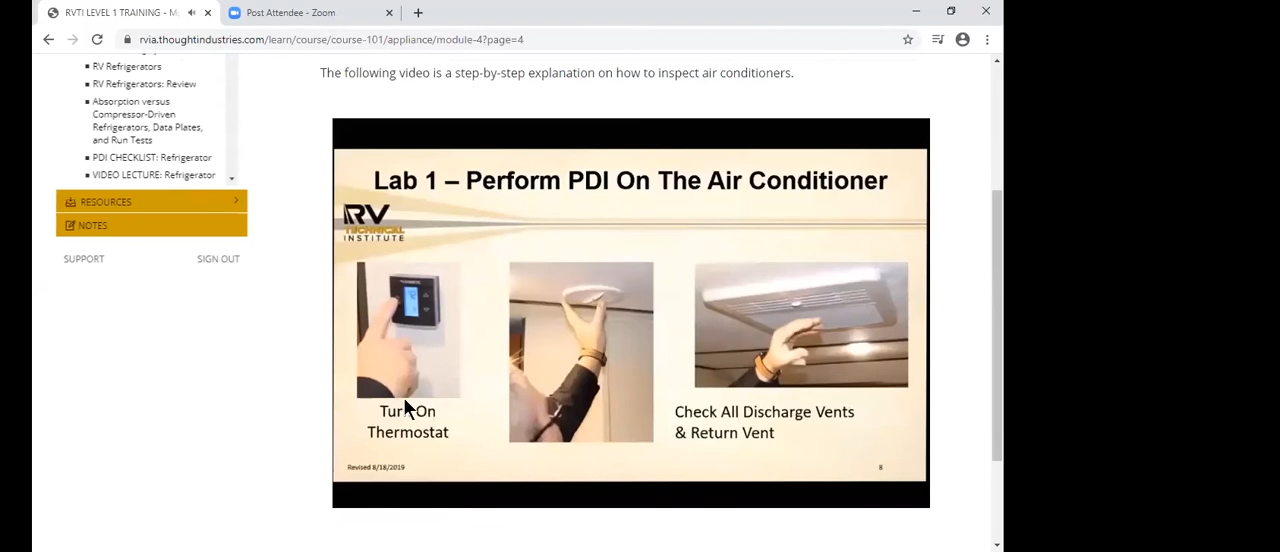 RVTI LEVEL 1 TRAINING - M
Post Attendee - Zoom
rvia.thoughtindustries.com/learn/course/course-101/appliance/module-4?page=4
RV Refrigerators
RV Refrigerators: Review
Absorption versus
Compressor-Driven
Refrigerators, Data Plates,
and Run Tests
PDI CHECKLIST: Refrigerator
VIDEO LECTURE: Refrigerator
RESOURCES
NOTES
SUPPORT
SIGN OUT
The following video is a step-by-step explanation on how to inspect air conditioners.
Lab 1 – Perform PDI On The Air Conditioner
RV
TECHNICAL
INSTITUTE
Turn On
Thermostat
Check All Discharge Vents
& Return Vent
Revised 8/18/2019
8